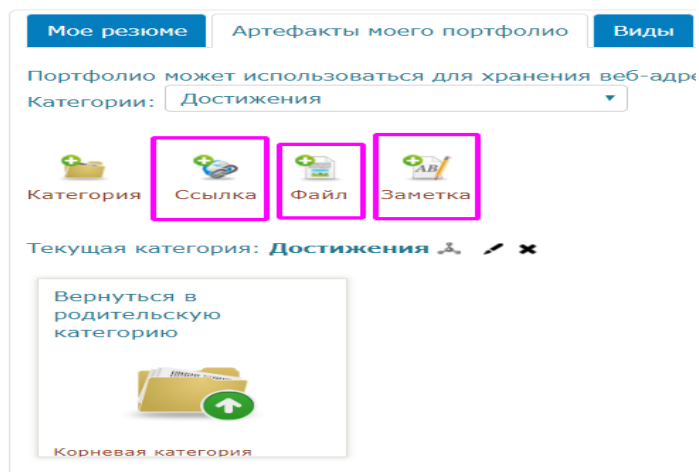 Мое резюме Артефакты моего портфолио Виды
Портфолио может использоваться для хранения веб-адре
Категории: Достижения
Категория Ссылка Файл Заметка
Текущая категория: Достижения
Вернуться в
родительскую
категорию
Корневая категория